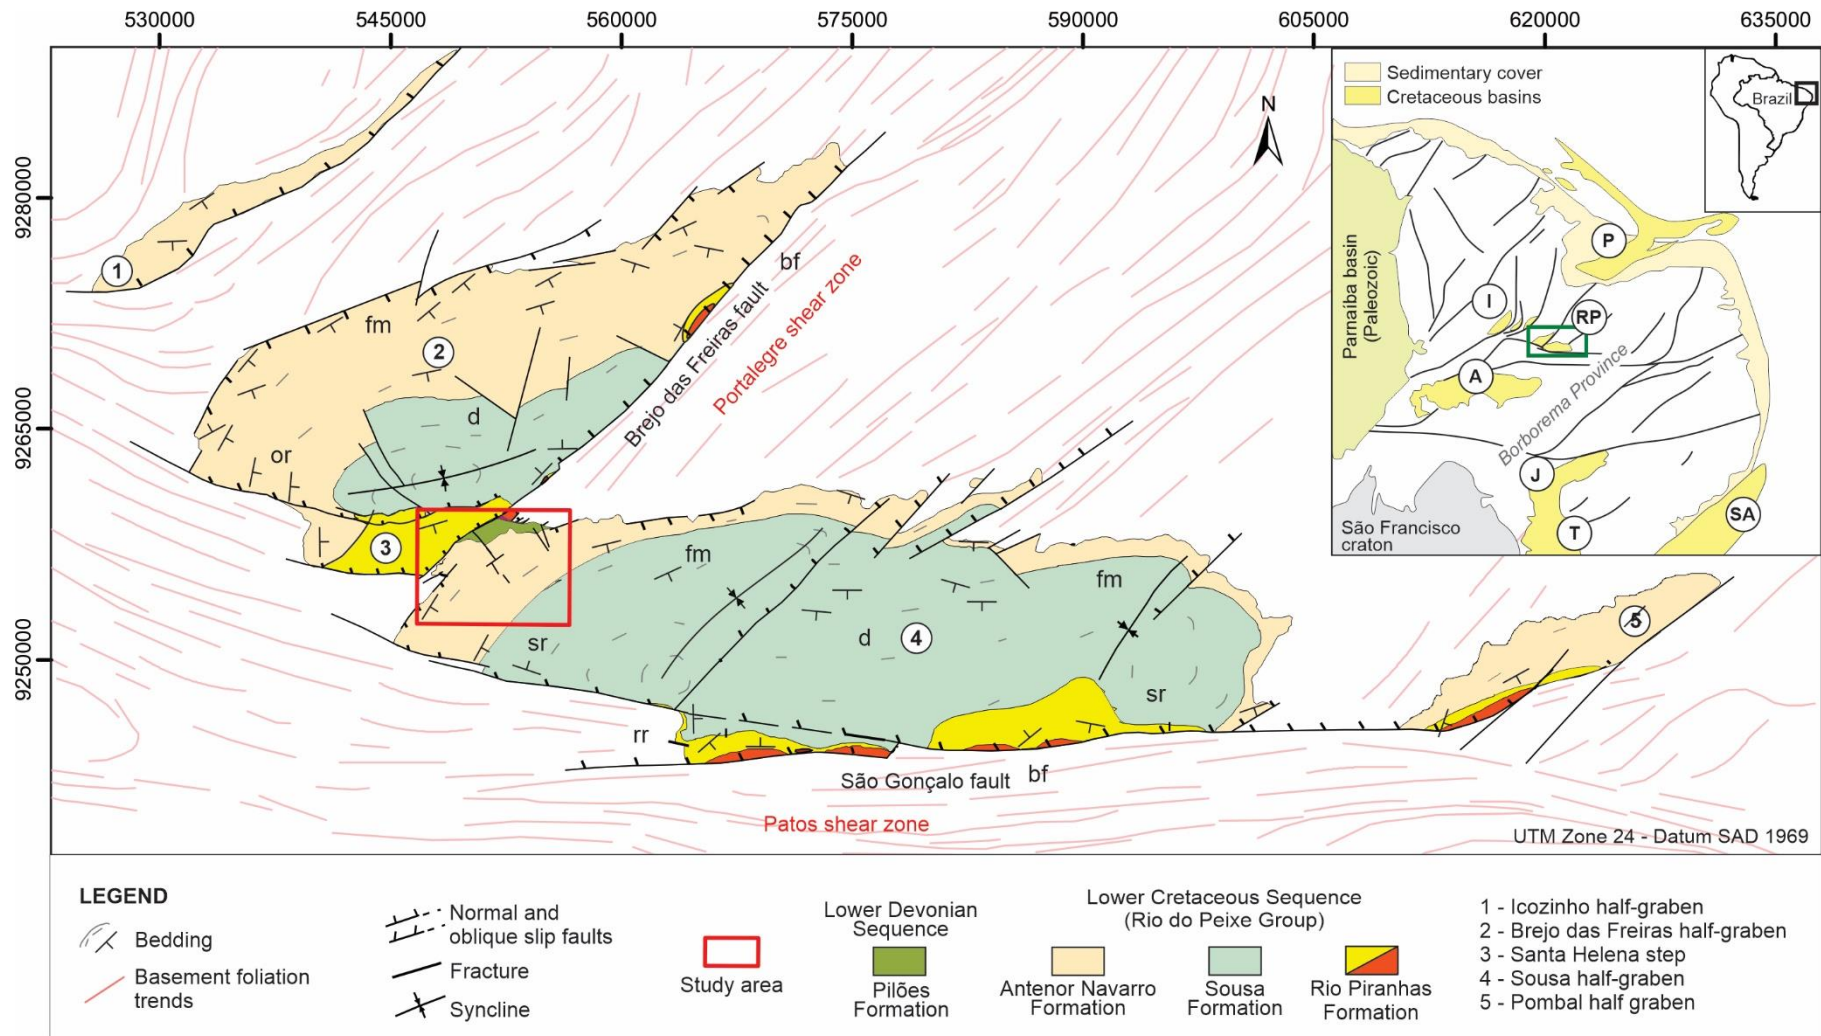 530000 545000 560000 575000 590000 605000 620000 635000
9280000
9265000
9250000
Sedimentary cover
Cretaceous basins
Brazil
N
Parnaiba basin
(Paleozoic)
P
I
RP
A
Borborema Province
J
São Francisco
craton
T
SA
1
bf
fm
2
Brejo das Freiras fault
Portalegre shear zone
d
or
3
fm
fm
5
sr
d
4
sr
rr
São Gonçalo fault
bf
Patos shear zone
UTM Zone 24 - Datum SAD 1969
LEGEND
Bedding
Basement foliation
trends
Normal and
oblique slip faults
Fracture
Syncline
Study area
Lower Devonian
Sequence
Pilões
Formation
Lower Cretaceous Sequence
(Rio do Peixe Group)
Antenor Navarro
Formation
Sousa
Formation
Rio Piranhas
Formation
1 - Icozinho half-graben
2 - Brejo das Freiras half-graben
3 - Santa Helena step
4 - Sousa half-graben
5 - Pombal half graben